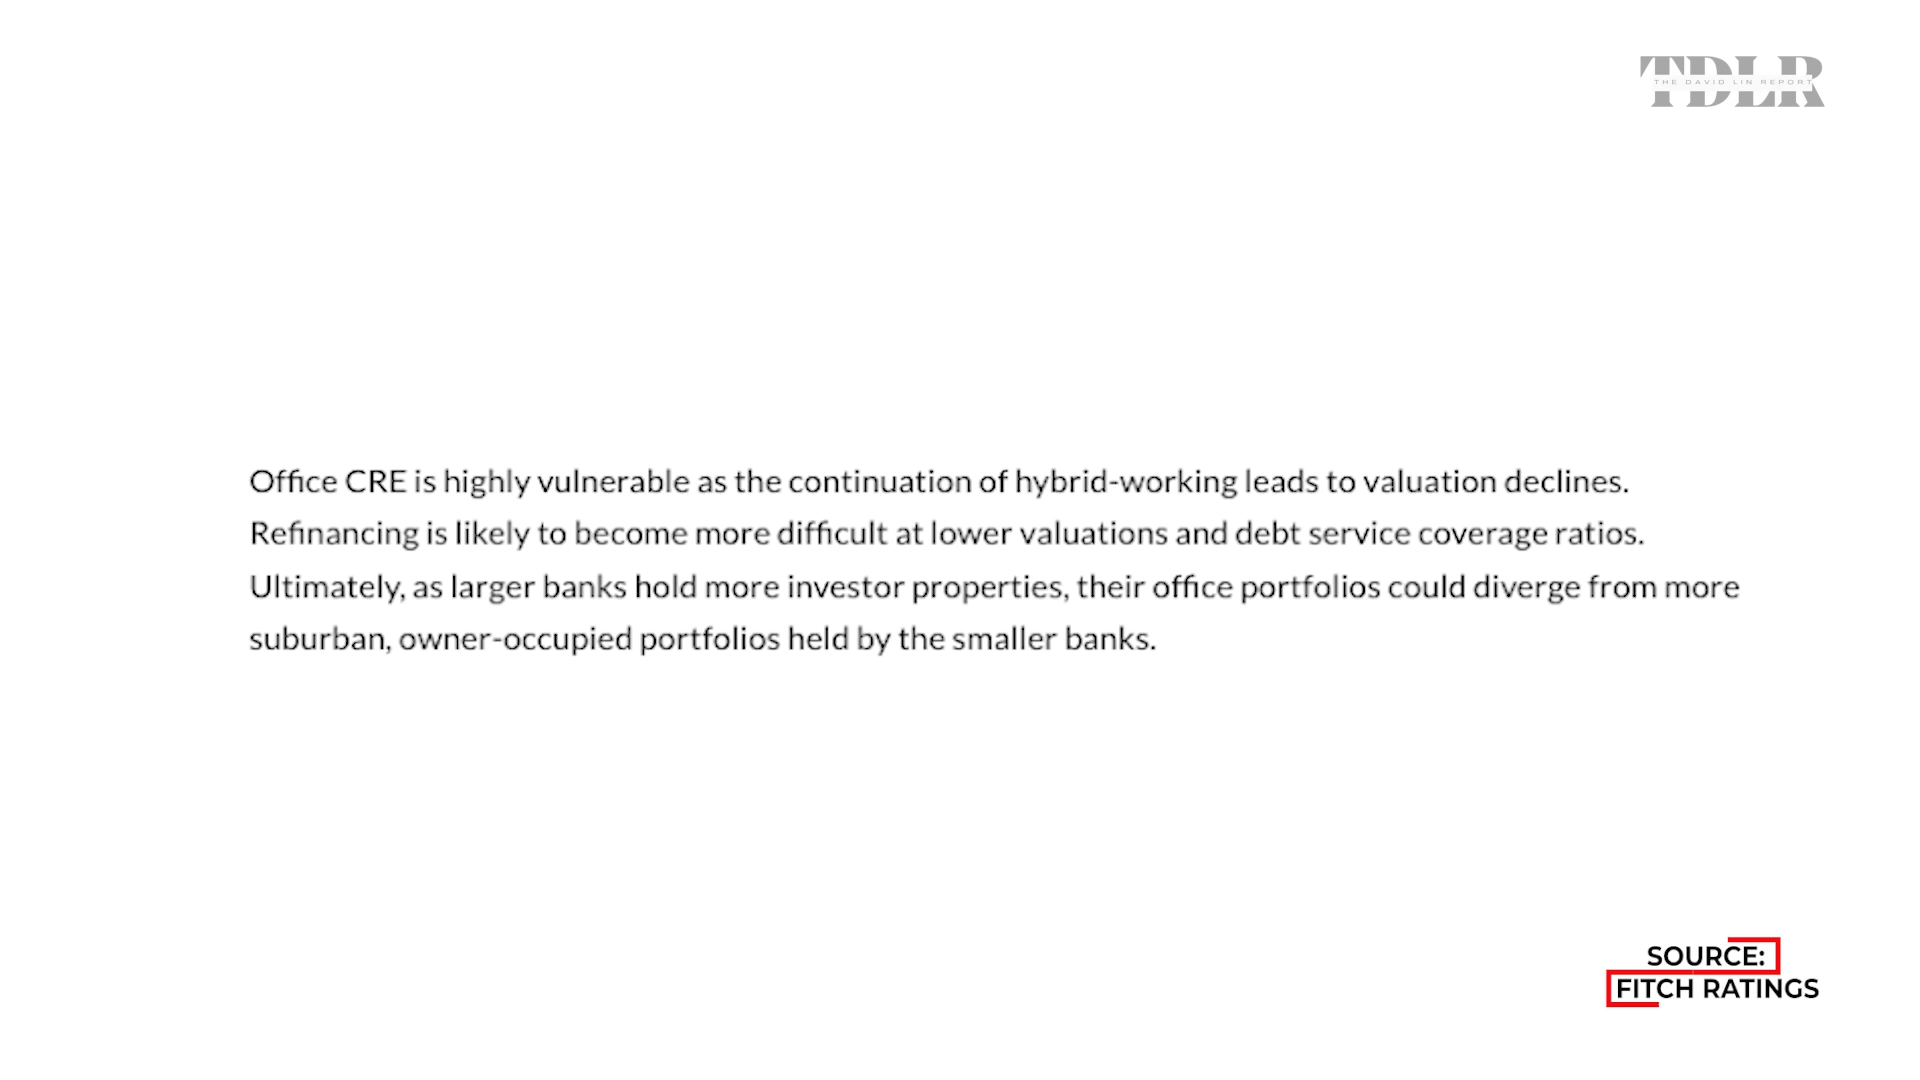 TDLR
THE DAVID LIN REPORT
Office CRE is highly vulnerable as the continuation of hybrid-working leads to valuation declines.
Refinancing is likely to become more difficult at lower valuations and debt service coverage ratios.
Ultimately, as larger banks hold more investor properties, their office portfolios could diverge from more
suburban, owner-occupied portfolios held by the smaller banks.
SOURCE:
FITCH RATINGS